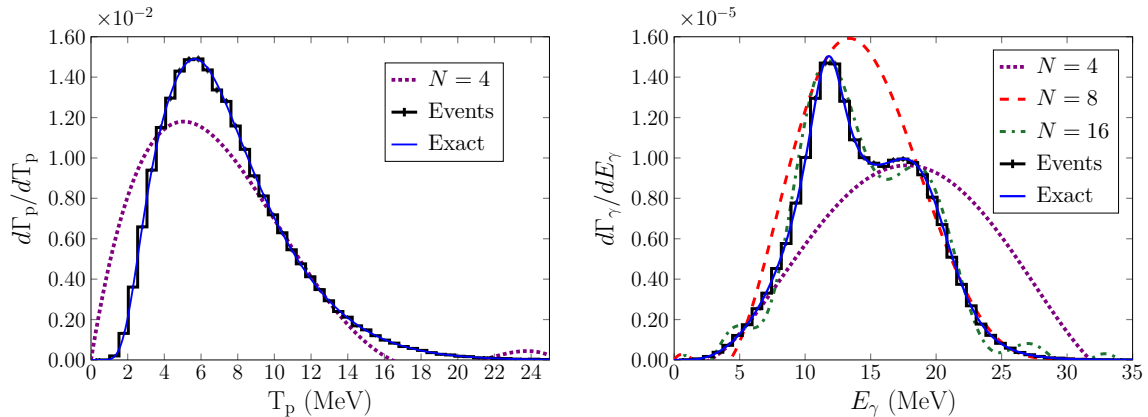 ×10⁻²
1.60
1.40
1.20
1.00
0.80
0.60
0.40
0.20
0.00
dΓp/dTp
0 2 4 6 8 10 12 14 16 18 20 22 24
Tp (MeV)
N = 4
Events
Exact
×10⁻⁵
1.60
1.40
1.20
1.00
0.80
0.60
0.40
0.20
0.00
dΓγ/dEγ
0 5 10 15 20 25 30 35
Eγ (MeV)
N = 4
N = 8
N = 16
Events
Exact